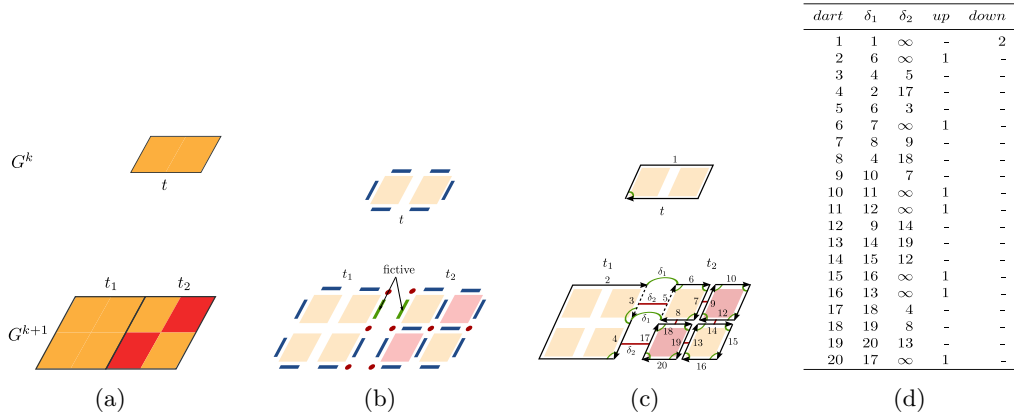 G^k
t
t_1
t_2
G^{k+1}
(a)
t
t_1
fictive
t_2
(b)
1
t
t_1
δ_1
t_2
2
6
10
3
δ_2
5
7
9
δ_1
8
12
4
17
18
14
δ_2
19
13
15
20
16
(c)
dart δ_1 δ_2 up down
1 1 ∞ – 2
2 6 ∞ 1 –
3 4 5 – –
4 2 17 – –
5 6 3 – –
6 7 ∞ 1 –
7 8 9 – –
8 4 18 – –
9 10 7 – –
10 11 ∞ 1 –
11 12 ∞ 1 –
12 9 14 – –
13 14 19 – –
14 15 12 – –
15 16 ∞ 1 –
16 13 ∞ 1 –
17 18 4 – –
18 19 8 – –
19 20 13 – –
20 17 ∞ 1 –
(d)